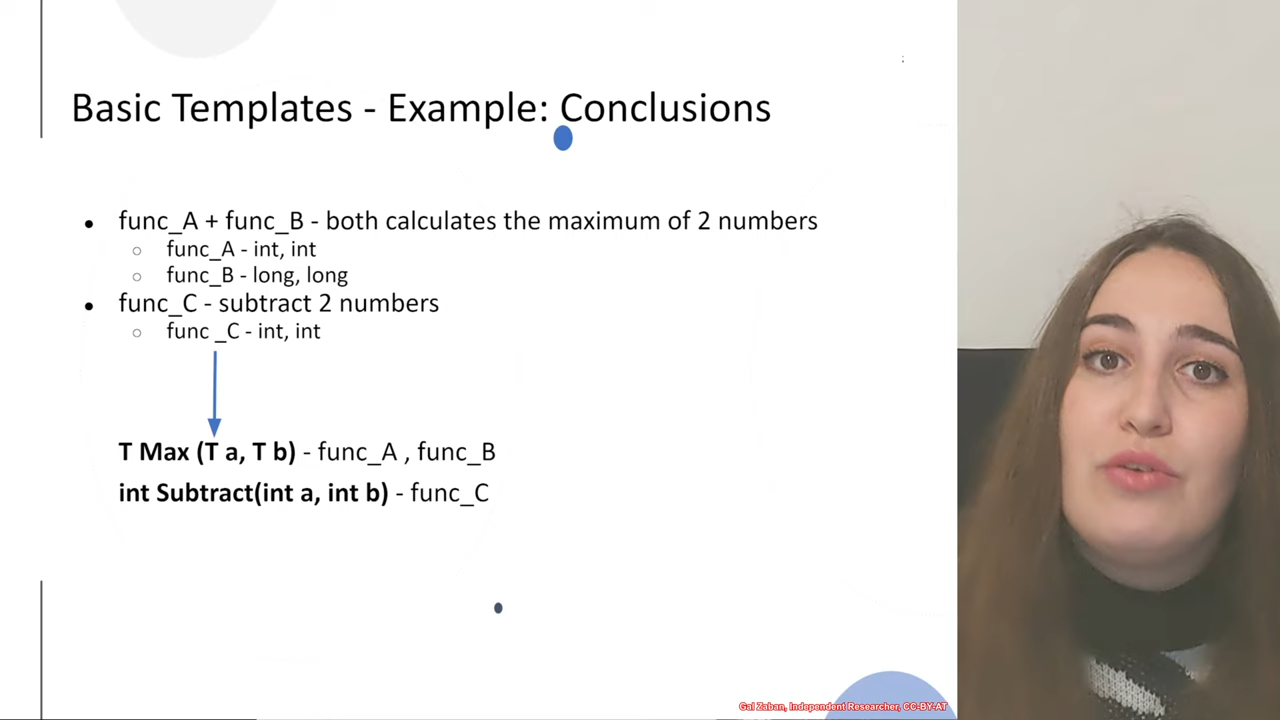 Basic Templates - Example: Conclusions
● func_A + func_B - both calculates the maximum of 2 numbers
○ func_A - int, int
○ func_B - long, long
● func_C - subtract 2 numbers
○ func _C - int, int
T Max (T a, T b) - func_A , func_B
int Subtract(int a, int b) - func_C
Gal Zaban, Independent Researcher, CC-BY-AT